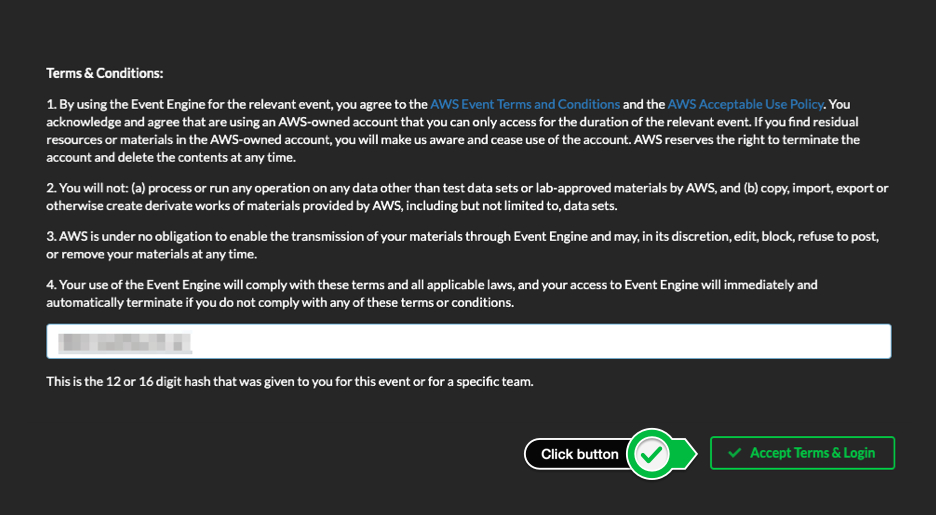 Terms & Conditions:
1. By using the Event Engine for the relevant event, you agree to the AWS Event Terms and Conditions and the AWS Acceptable Use Policy. You
acknowledge and agree that are using an AWS-owned account that you can only access for the duration of the relevant event. If you find residual
resources or materials in the AWS-owned account, you will make us aware and cease use of the account. AWS reserves the right to terminate the
account and delete the contents at any time.
2. You will not: (a) process or run any operation on any data other than test data sets or lab-approved materials by AWS, and (b) copy, import, export or
otherwise create derivate works of materials provided by AWS, including but not limited to, data sets.
3. AWS is under no obligation to enable the transmission of your materials through Event Engine and may, in its discretion, edit, block, refuse to post,
or remove your materials at any time.
4. Your use of the Event Engine will comply with these terms and all applicable laws, and your access to Event Engine will immediately and
automatically terminate if you do not comply with any of these terms or conditions.
This is the 12 or 16 digit hash that was given to you for this event or for a specific team.
Click button
Accept Terms & Login